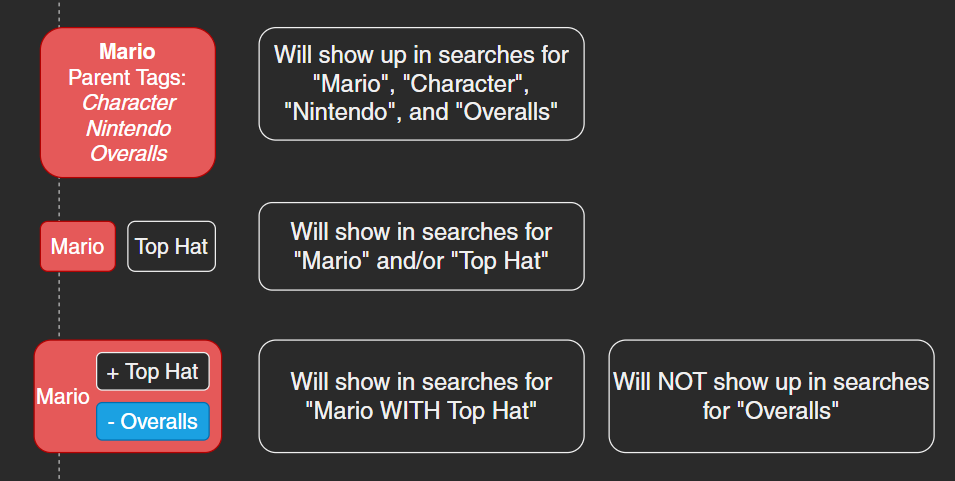 Mario
Parent Tags:
Character
Nintendo
Overalls
Will show up in searches for
"Mario", "Character",
"Nintendo", and "Overalls"
Mario
Top Hat
Will show in searches for
"Mario" and/or "Top Hat"
Mario
+ Top Hat
- Overalls
Will show in searches for
"Mario WITH Top Hat"
Will NOT show up in searches
for "Overalls"